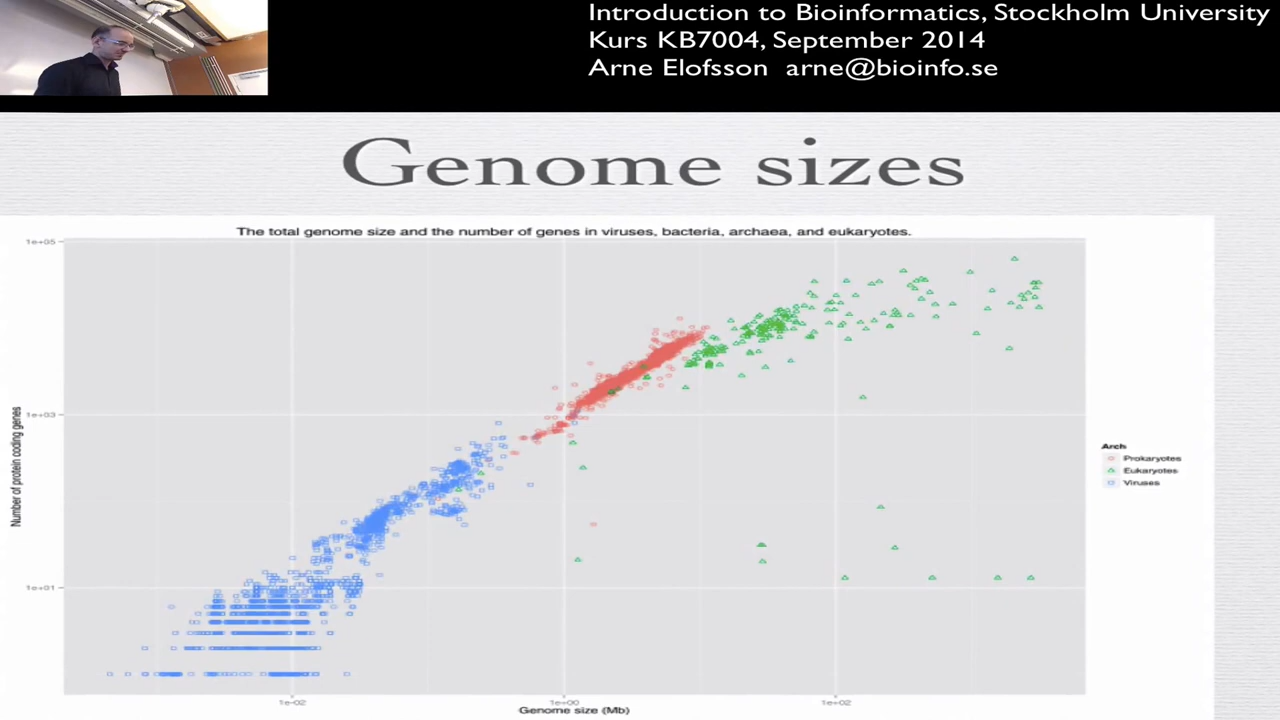 Introduction to Bioinformatics, Stockholm University
Kurs KB7004, September 2014
Arne Elofsson arne@bioinfo.se
Genome sizes
The total genome size and the number of genes in viruses, bacteria, archaea, and eukaryotes.
1e+05
1e+03
1e+01
Number of protein coding genes
Arch
Prokaryotes
Eukaryotes
Viruses
1e-02 1e+00 1e+02
Genome size (Mb)